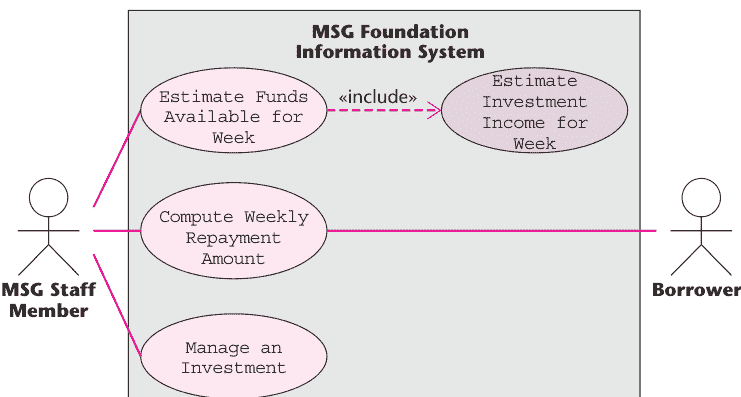 MSG Foundation
Information System
Estimate Funds
Available for
Week
«include»
Estimate
Investment
Income for
Week
Compute Weekly
Repayment
Amount
MSG Staff
Member
Borrower
Manage an
Investment